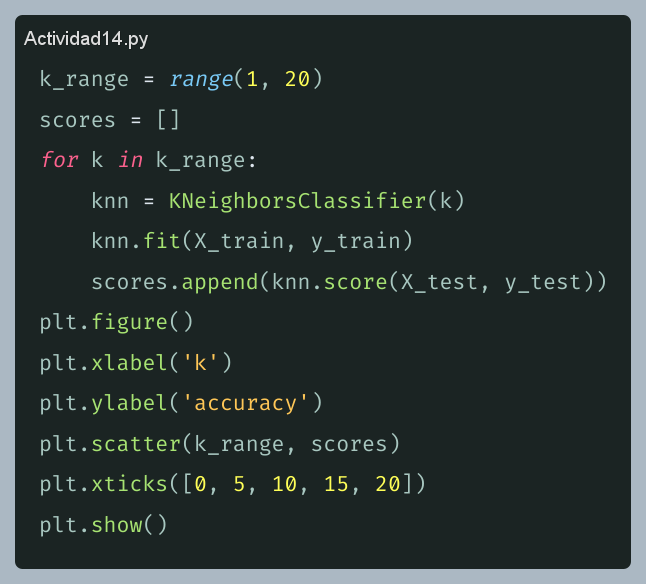 Actividad14.py
k_range = range(1, 20)
scores = []
for k in k_range:
    knn = KNeighborsClassifier(k)
    knn.fit(X_train, y_train)
    scores.append(knn.score(X_test, y_test))
plt.figure()
plt.xlabel('k')
plt.ylabel('accuracy')
plt.scatter(k_range, scores)
plt.xticks([0, 5, 10, 15, 20])
plt.show()